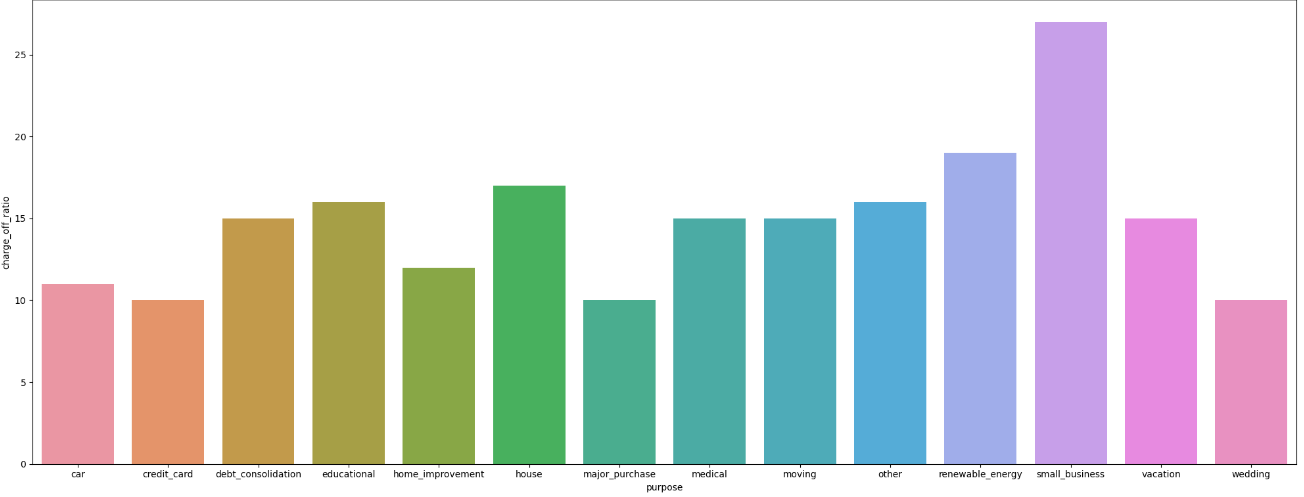 charge_off_ratio
25
20
15
10
5
0
car credit_card debt_consolidation educational home_improvement house major_purchase medical moving other renewable_energy small_business vacation wedding
purpose